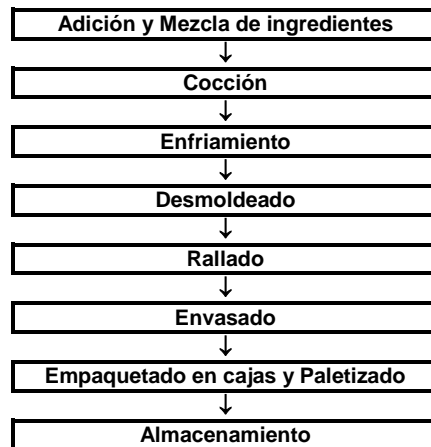 Adición y Mezcla de ingredientes
↓
Cocción
↓
Enfriamiento
↓
Desmoldeado
↓
Rallado
↓
Envasado
↓
Empaquetado en cajas y Paletizado
↓
Almacenamiento